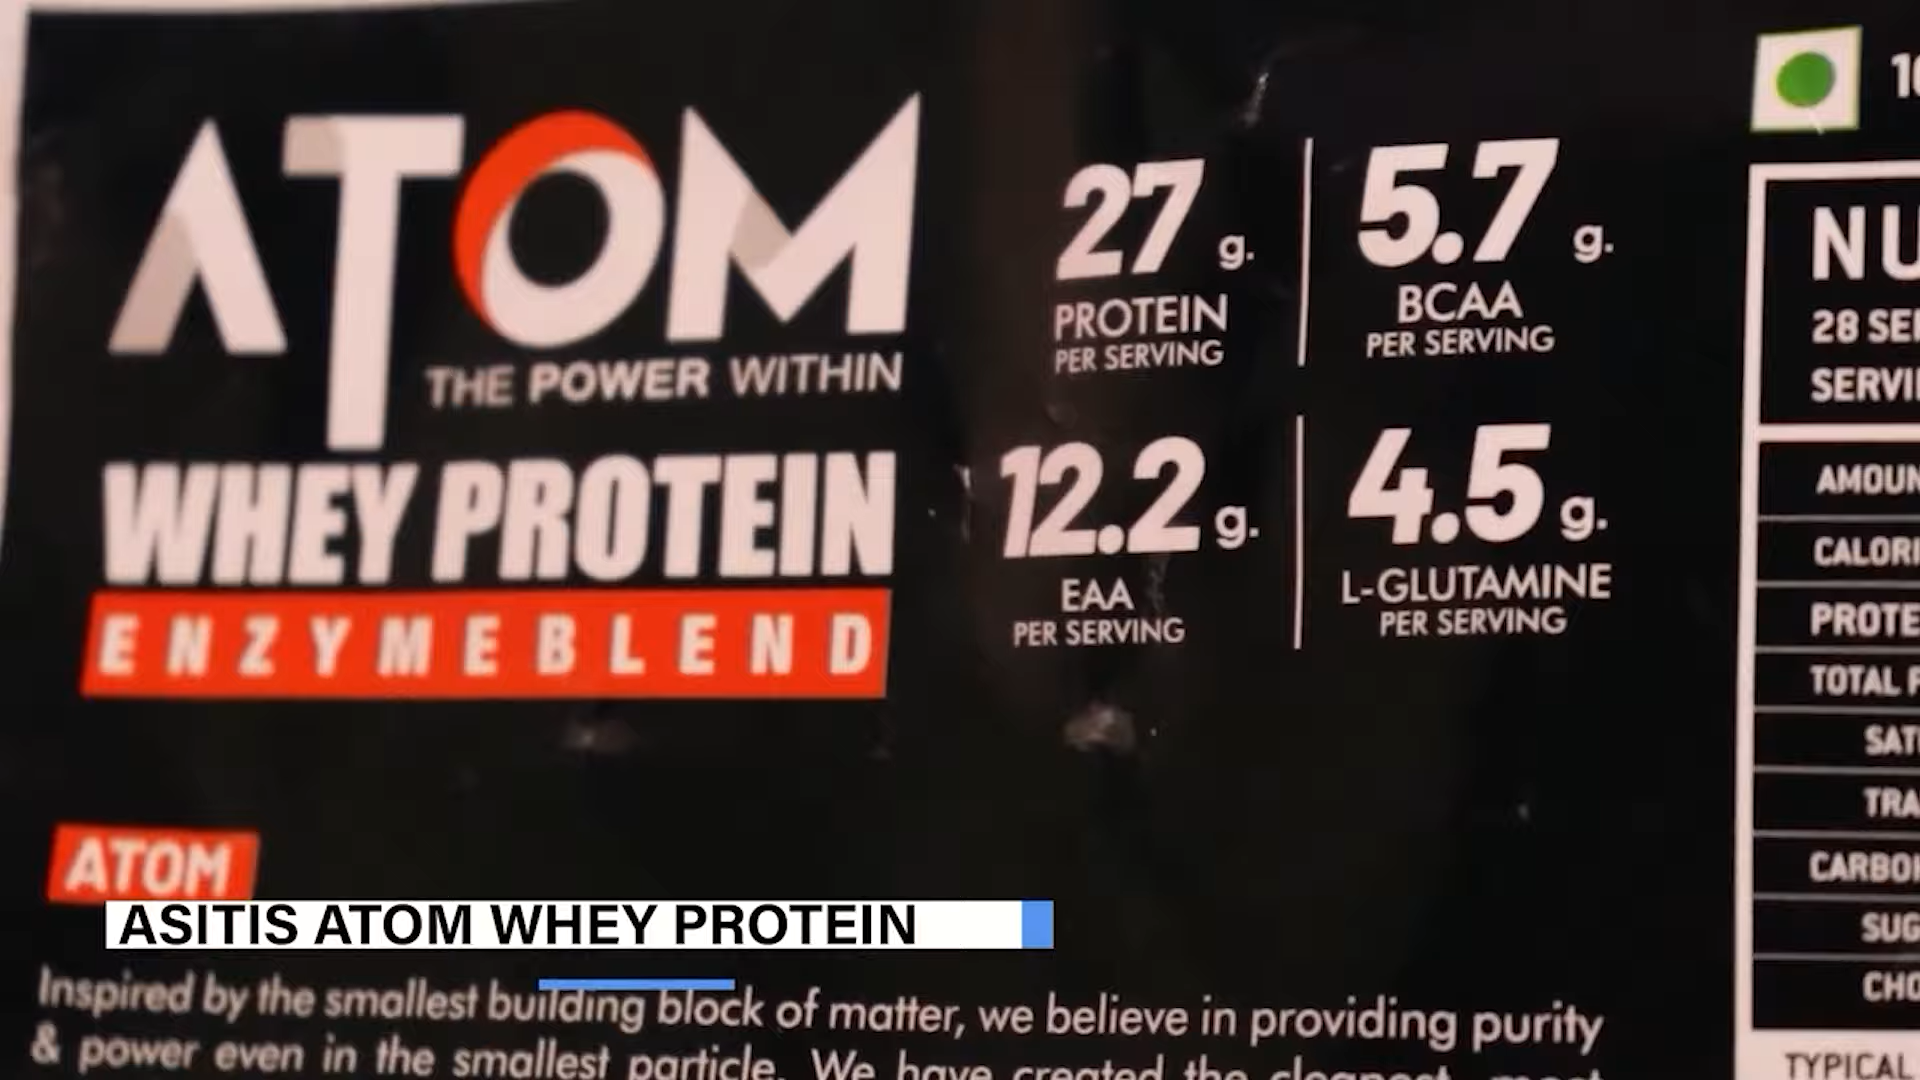 ATOM
THE POWER WITHIN
WHEY PROTEIN
ENZYMEBLEND
27 g.
PROTEIN
PER SERVING
5.7 g.
BCAA
PER SERVING
12.2 g.
EAA
PER SERVING
4.5 g.
L-GLUTAMINE
PER SERVING
ATOM
ASITIS ATOM WHEY PROTEIN
Inspired by the smallest building block of matter, we believe in providing purity
& power even in the smallest particle. We have created the cleanest, most
NU
28 SE
SERVI
AMOUN
CALORI
PROTE
TOTAL F
SAT
TRA
CARBO
SUG
CHO
TYPICAL